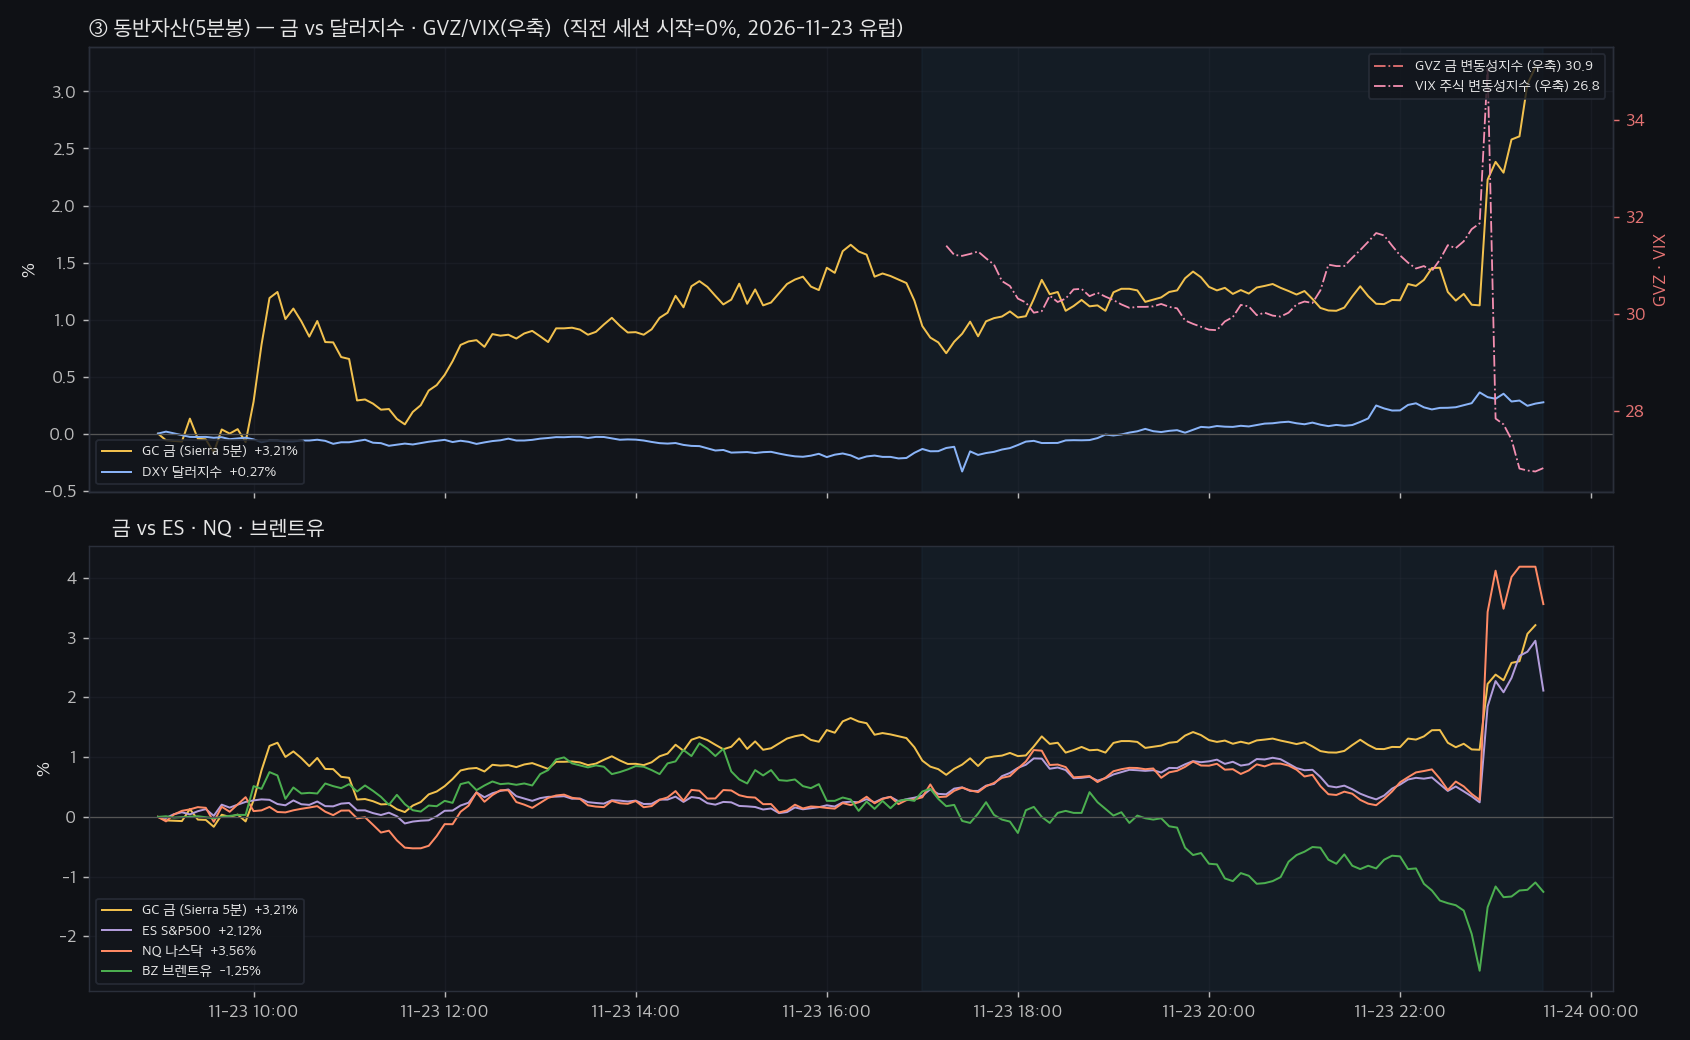 ③ 동반자산(5분봉) — 금 vs 달러지수 · GVZ/VIX(우축) (직전 세션 시작=0%, 2026-11-23 유럽)
GVZ 금 변동성지수 (우축) 30.9
VIX 주식 변동성지수 (우축) 26.8
3.0
2.5
2.0
1.5
1.0
0.5
0.0
-0.5
%
34
32
30
28
GVZ · VIX
GC 금 (Sierra 5분) +3.21%
DXY 달러지수 +0.27%
금 vs ES · NQ · 브렌트유
4
3
2
1
0
-1
-2
%
GC 금 (Sierra 5분) +3.21%
ES S&P500 +2.12%
NQ 나스닥 +3.56%
BZ 브렌트유 -1.25%
11-23 10:00
11-23 12:00
11-23 14:00
11-23 16:00
11-23 18:00
11-23 20:00
11-23 22:00
11-24 00:00